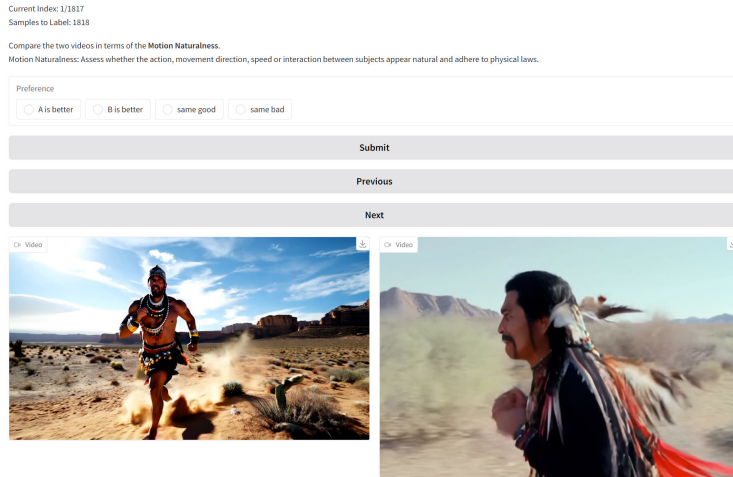 Current Index: 1/1817
Samples to Label: 1818
Compare the two videos in terms of the Motion Naturalness.
Motion Naturalness: Assess whether the action, movement direction, speed or interaction between subjects appear natural and adhere to physical laws.
Preference
A is better
B is better
same good
same bad
Submit
Previous
Next
Video
Video